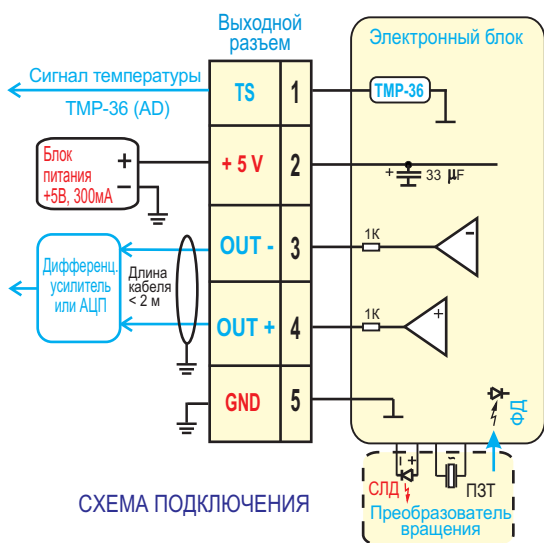 Выходной
разъем
Электронный блок
Сигнал температуры
TMP-36 (AD)
TS
1
TMP-36
Блок
питания
+5В, 300мА
+
−
+ 5 V
2
+
33 µF
Дифференц.
усилитель
или АЦП
Длина
кабеля
< 2 м
OUT -
3
1К
-
OUT +
4
1К
+
GND
5
ФД
− +
~
СЛД
ПЗТ
Преобразователь
вращения
СХЕМА ПОДКЛЮЧЕНИЯ